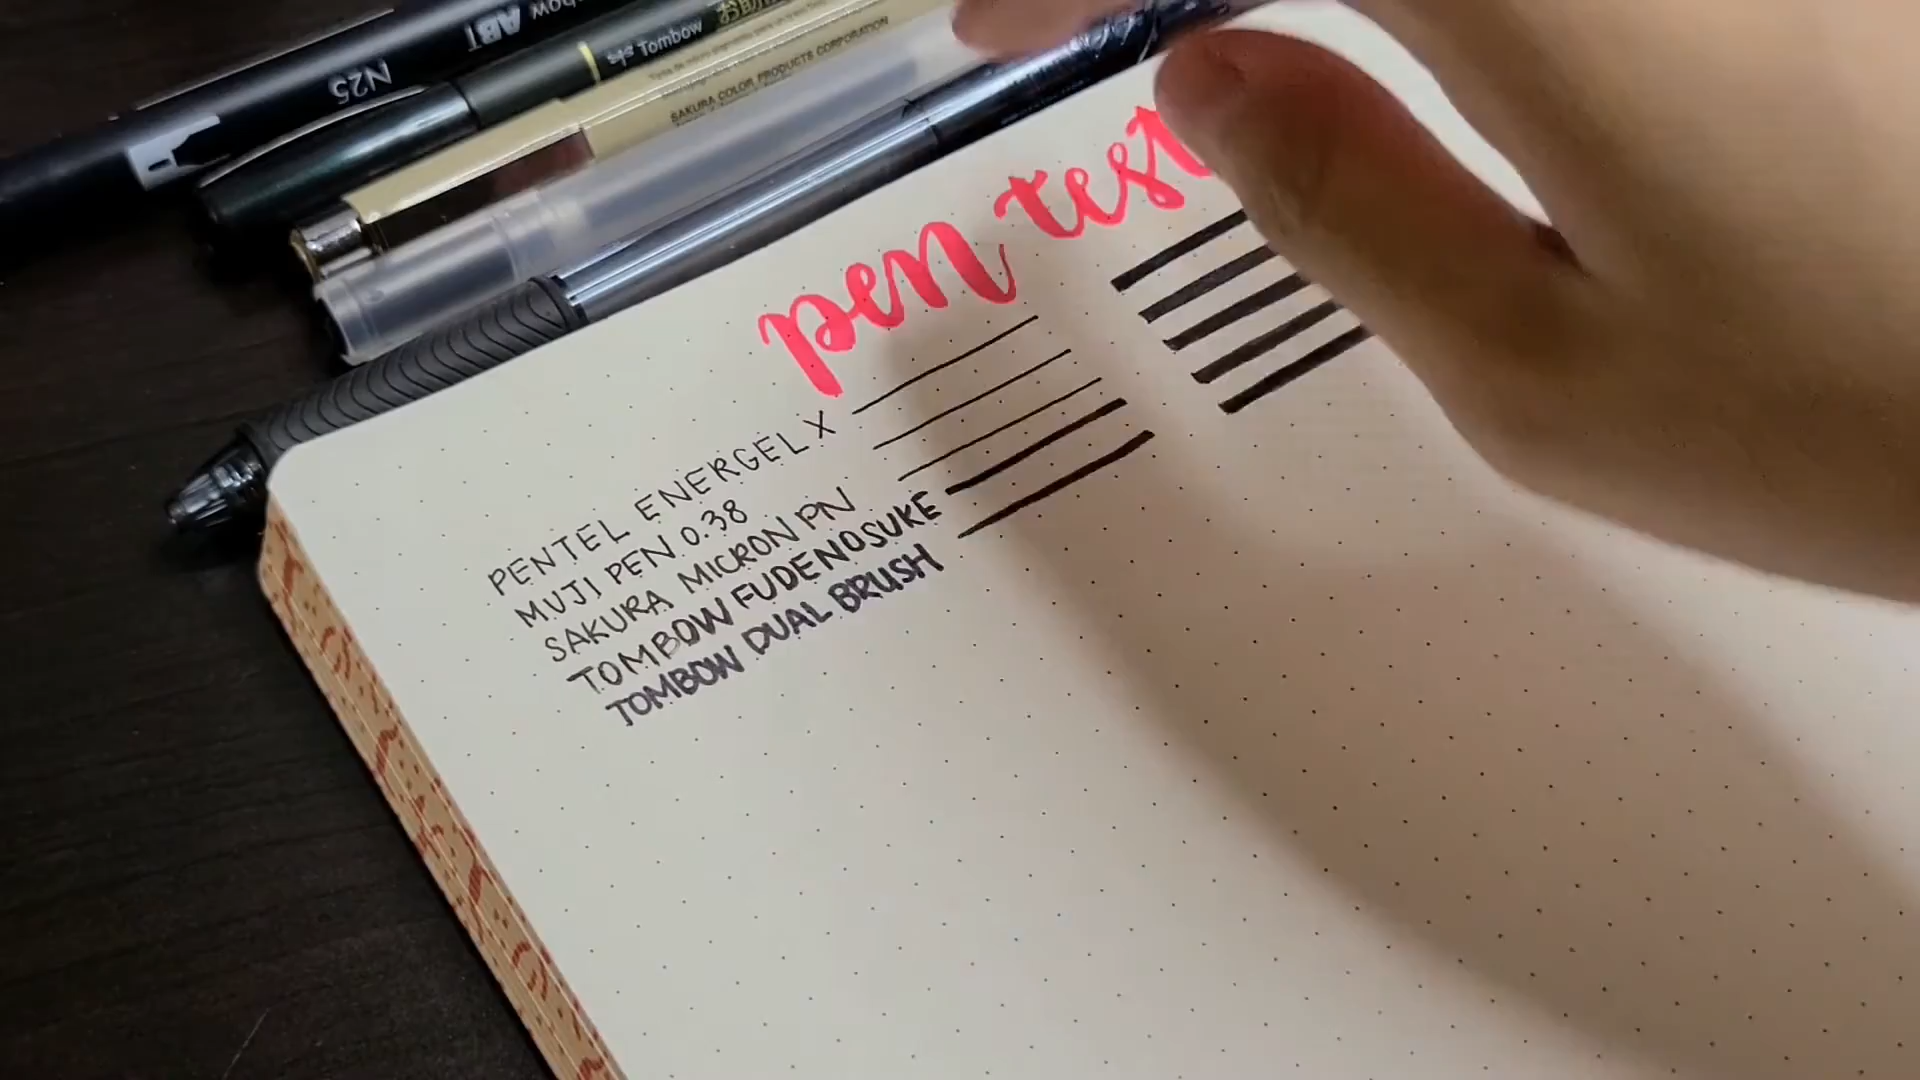 N25
ABT
Tombow
SAKURA COLOR PRODUCTS CORPORATION
pen test
PENTEL ENERGEL X
MUJI PEN 0.38
SAKURA MICRON PN
TOMBOW FUDENOSUKE
TOMBOW DUAL BRUSH